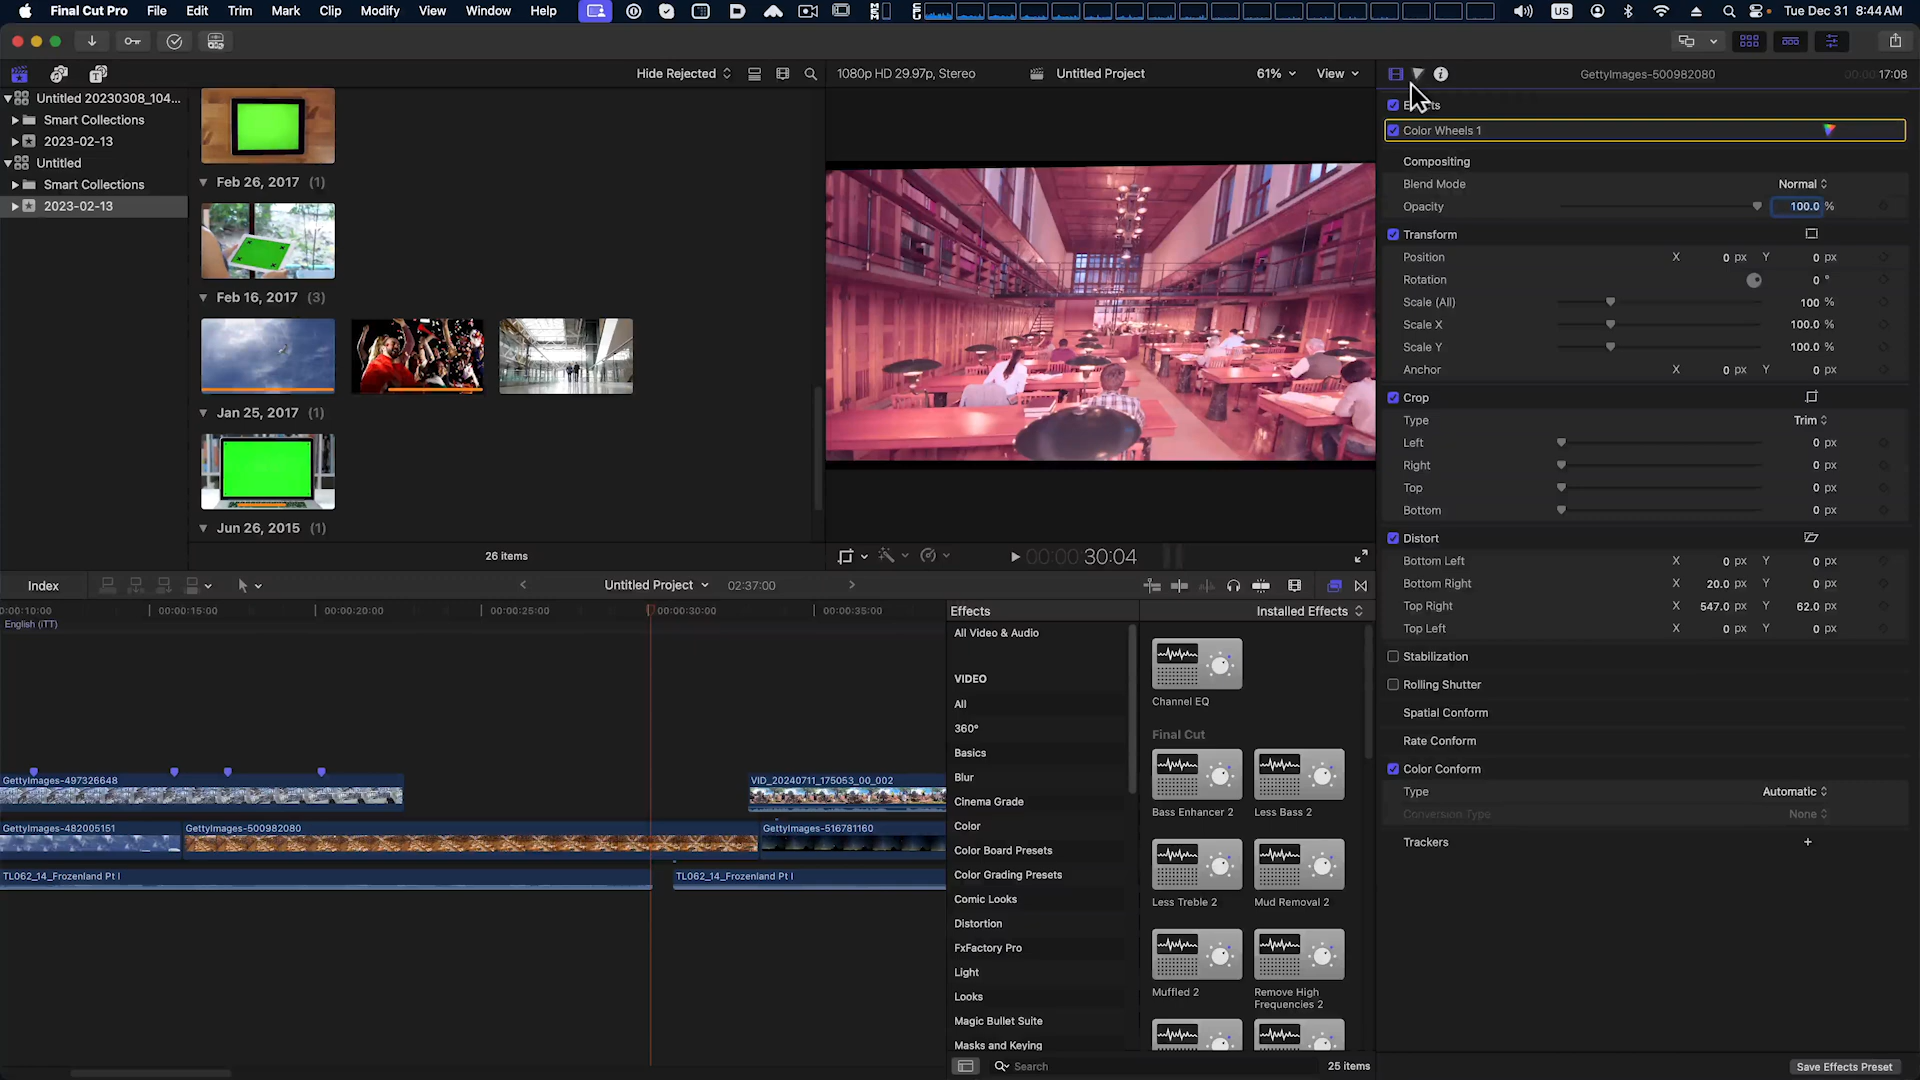 Final Cut Pro File Edit Trim Mark Clip Modify View Window Help US Tue Dec 31 8:44 AM
Hide Rejected
1080p HD 29.97p, Stereo Untitled Project 61% View
GettyImages-500982080 00:00:17:08
Untitled 20230308_104...
Smart Collections
2023-02-13
Untitled
Smart Collections
2023-02-13
Feb 26, 2017 (1)
Feb 16, 2017 (3)
Jan 25, 2017 (1)
Jun 26, 2015 (1)
26 items
00:00:30:04
Color Wheels 1
Compositing
Blend Mode Normal
Opacity 100.0 %
Transform
Position X 0 px Y 0 px
Rotation 0 °
Scale (All) 100 %
Scale X 100.0 %
Scale Y 100.0 %
Anchor X 0 px Y 0 px
Crop
Type Trim
Left 0 px
Right 0 px
Top 0 px
Bottom 0 px
Distort
Bottom Left X 0 px Y 0 px
Bottom Right X 20.0 px Y 0 px
Top Right X 547.0 px Y 62.0 px
Top Left X 0 px Y 0 px
Stabilization
Rolling Shutter
Spatial Conform
Rate Conform
Color Conform
Type Automatic
Conversion Type None
Trackers +
Save Effects Preset
Index Untitled Project 02:37:00
0:00:10:00 00:00:15:00 00:00:20:00 00:00:25:00 00:00:30:00 00:00:35:00
English (iTT)
GettyImages-497326648 VID_20240711_175053_00_002
GettyImages-482005151 GettyImages-500982080 GettyImages-516781160
TL062_14_Frozenland Pt I TL062_14_Frozenland Pt I
Effects Installed Effects
All Video & Audio
VIDEO
All
360°
Basics
Blur
Cinema Grade
Color
Color Board Presets
Color Grading Presets
Comic Looks
Distortion
FxFactory Pro
Light
Looks
Magic Bullet Suite
Masks and Keying
Channel EQ
Final Cut
Bass Enhancer 2 Less Bass 2
Less Treble 2 Mud Removal 2
Muffled 2 Remove High
Frequencies 2
Search 25 items